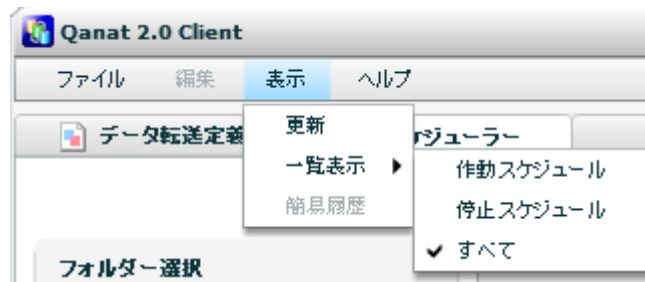 Qanat 2.0 Client
ファイル 編集 表示 ヘルプ
データ転送定義
ジューラー
更新
一覧表示
簡易履歴
作動スケジュール
停止スケジュール
すべて
フォルダー選択